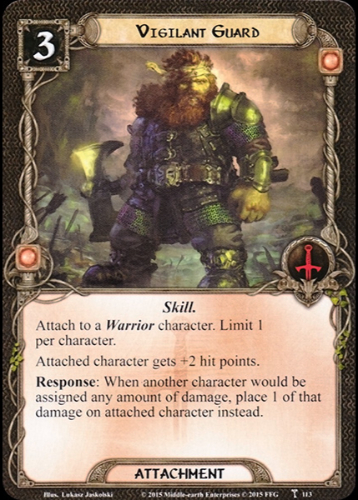 3
VIGILANT GUARD
Skill.
Attach to a Warrior character. Limit 1
per character.
Attached character gets +2 hit points.
Response: When another character would be
assigned any amount of damage, place 1 of
that damage on attached character instead.
ATTACHMENT
Illus. Lukasz Jaskolski © 2015 Middle-earth Enterprises © 2015 FFG 113